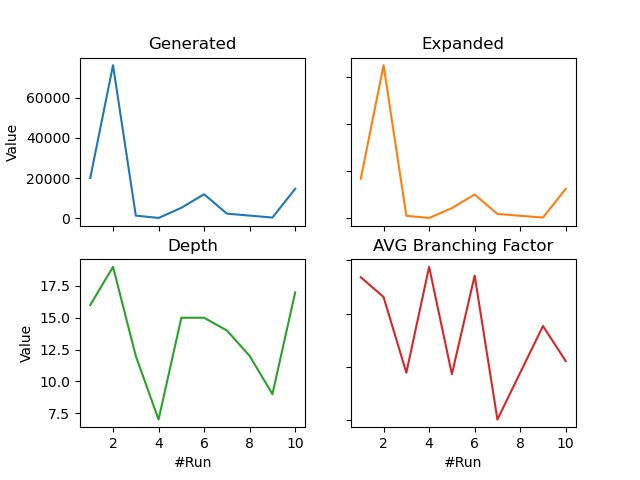 Generated
Expanded
Value
60000
40000
20000
0
Depth
AVG Branching Factor
Value
17.5
15.0
12.5
10.0
7.5
2 4 6 8 10
2 4 6 8 10
#Run
#Run